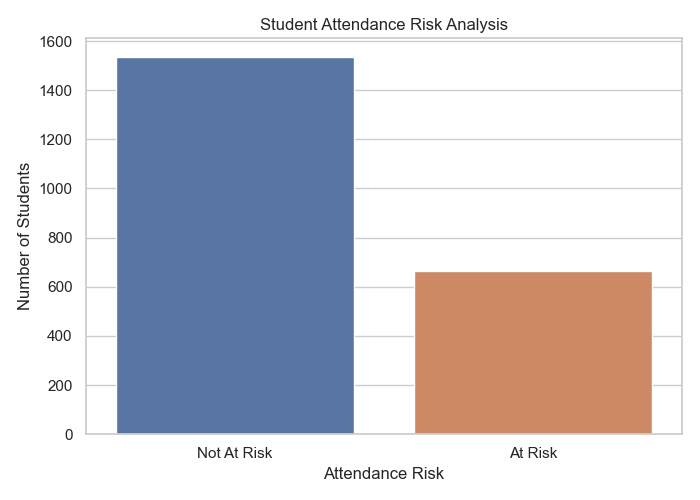 Student Attendance Risk Analysis
1600
1400
1200
1000
800
600
400
200
0
Number of Students
Not At Risk
At Risk
Attendance Risk